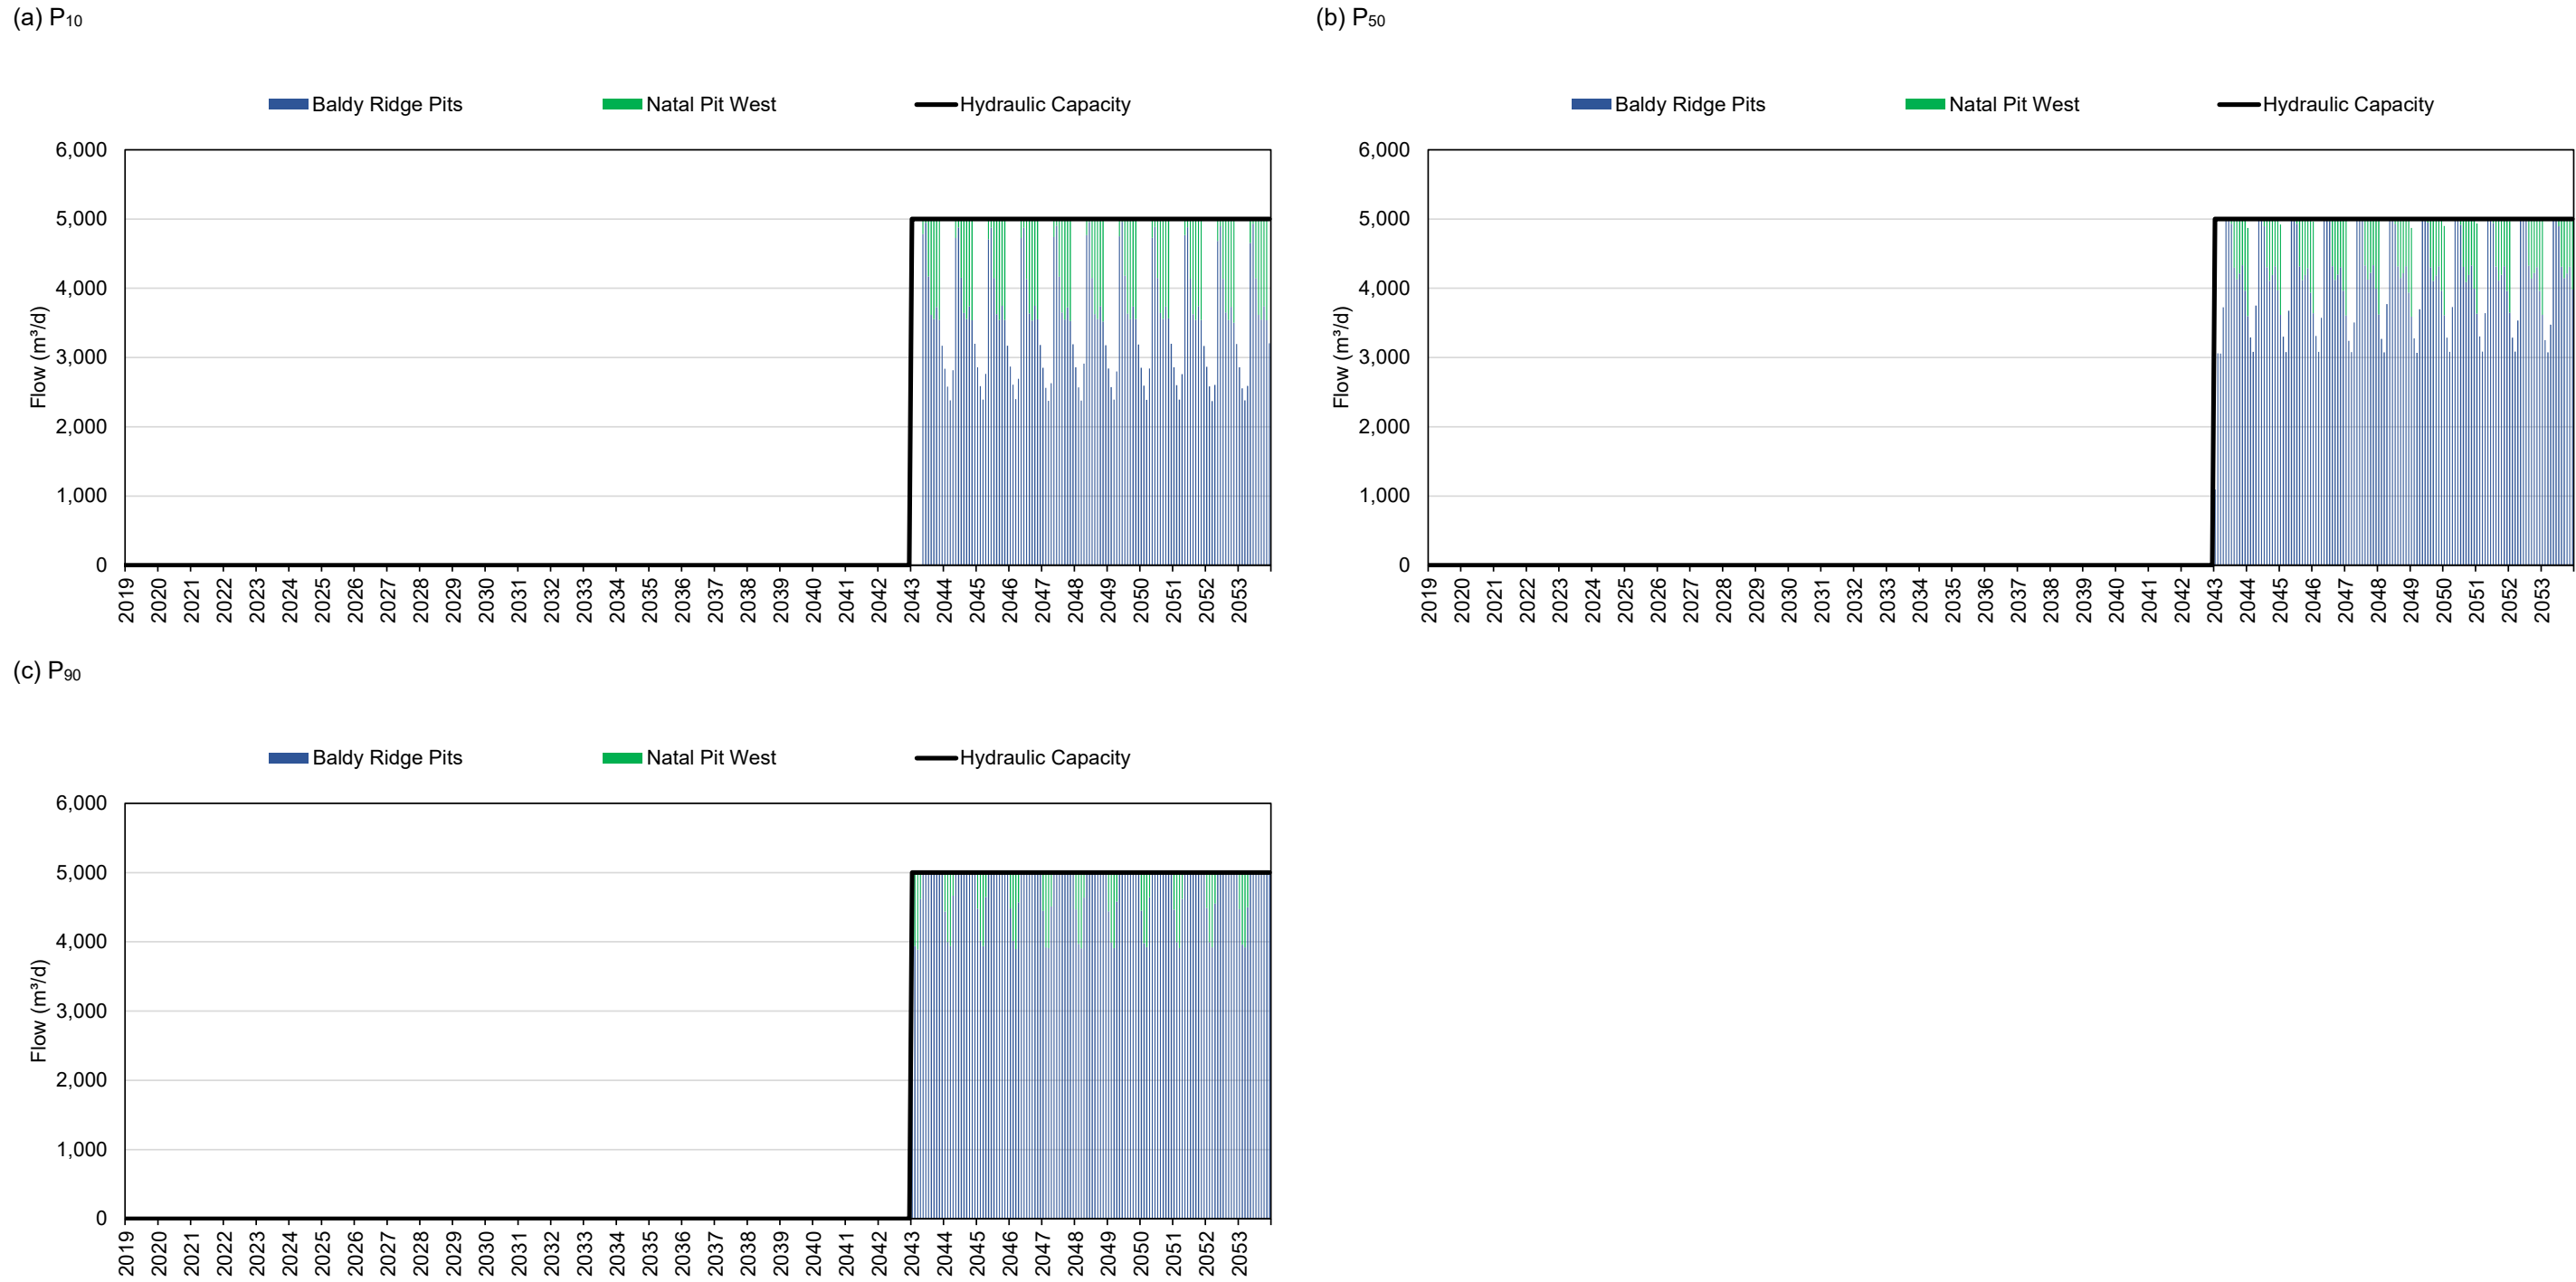 (a) P10
Baldy Ridge Pits Natal Pit West Hydraulic Capacity
6,000
5,000
4,000
3,000
2,000
1,000
0
Flow (m³/d)
2019 2020 2021 2022 2023 2024 2025 2026 2027 2028 2029 2030 2031 2032 2033 2034 2035 2036 2037 2038 2039 2040 2041 2042 2043 2044 2045 2046 2047 2048 2049 2050 2051 2052 2053
(b) P50
Baldy Ridge Pits Natal Pit West Hydraulic Capacity
6,000
5,000
4,000
3,000
2,000
1,000
0
Flow (m³/d)
2019 2020 2021 2022 2023 2024 2025 2026 2027 2028 2029 2030 2031 2032 2033 2034 2035 2036 2037 2038 2039 2040 2041 2042 2043 2044 2045 2046 2047 2048 2049 2050 2051 2052 2053
(c) P90
Baldy Ridge Pits Natal Pit West Hydraulic Capacity
6,000
5,000
4,000
3,000
2,000
1,000
0
Flow (m³/d)
2019 2020 2021 2022 2023 2024 2025 2026 2027 2028 2029 2030 2031 2032 2033 2034 2035 2036 2037 2038 2039 2040 2041 2042 2043 2044 2045 2046 2047 2048 2049 2050 2051 2052 2053